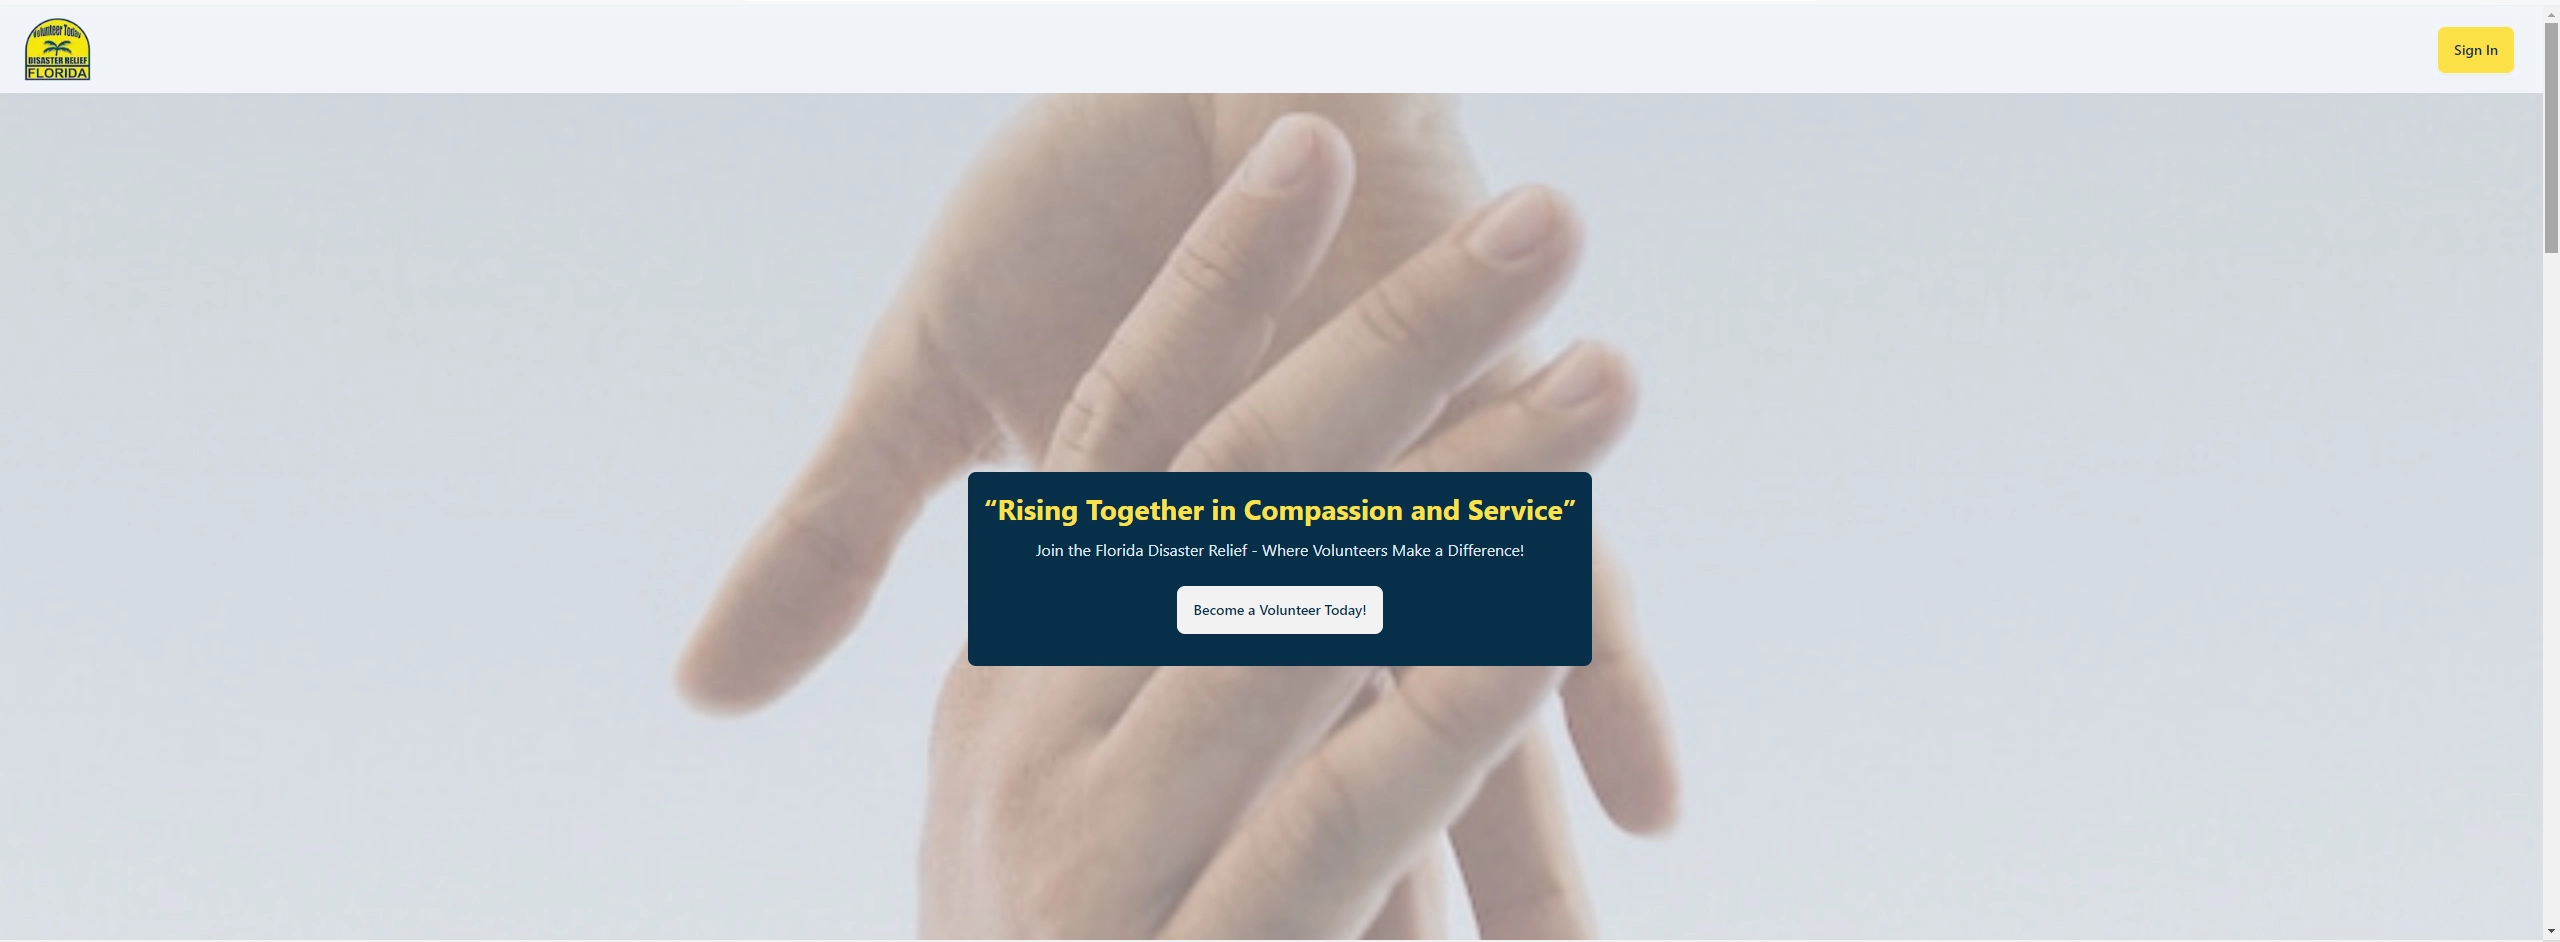 Volunteer Today
DISASTER RELIEF
FLORIDA
Sign In
“Rising Together in Compassion and Service”
Join the Florida Disaster Relief - Where Volunteers Make a Difference!
Become a Volunteer Today!